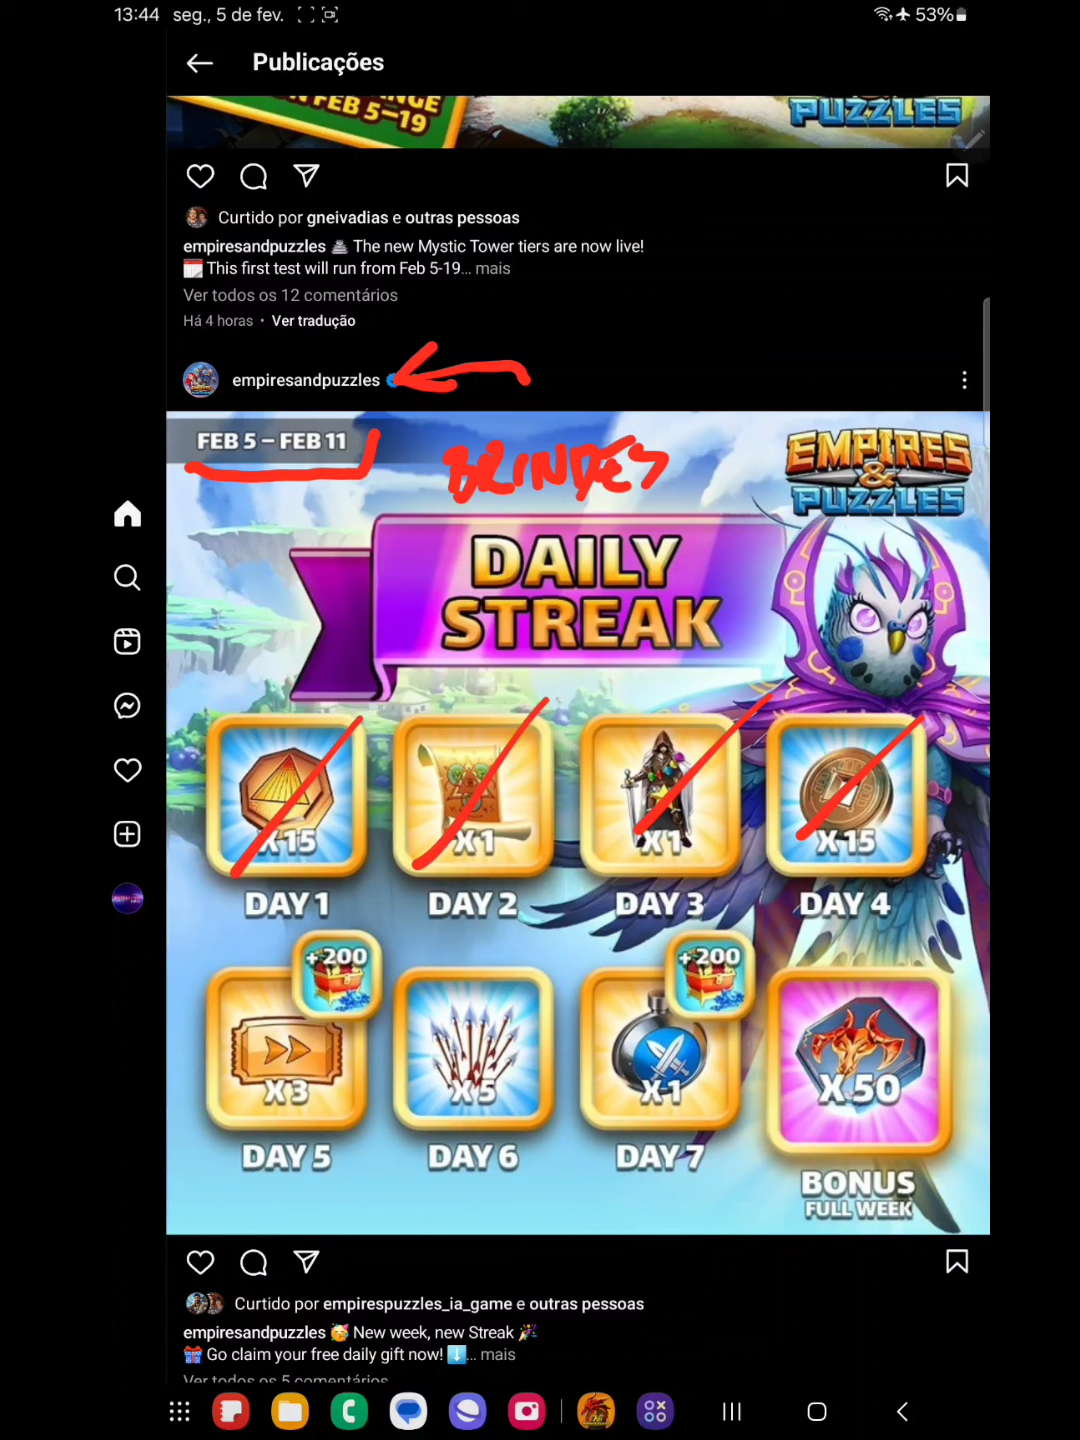 13:44 seg., 5 de fev. 53%
Publicações
FEB 5-19
PUZZLES
Curtido por gneivadias e outras pessoas
empiresandpuzzles The new Mystic Tower tiers are now live!
This first test will run from Feb 5-19... mais
Ver todos os 12 comentários
Há 4 horas • Ver tradução
empiresandpuzzles
FEB 5 – FEB 11
BRINDES
EMPIRES
&
PUZZLES
DAILY
STREAK
X15
X1
X1
X15
DAY 1
DAY 2
DAY 3
DAY 4
+200
+200
X3
X5
X1
X50
DAY 5
DAY 6
DAY 7
BONUS
FULL WEEK
Curtido por empirespuzzles_ia_game e outras pessoas
empiresandpuzzles New week, new Streak
Go claim your free daily gift now! ... mais
Ver todos os 5 comentários